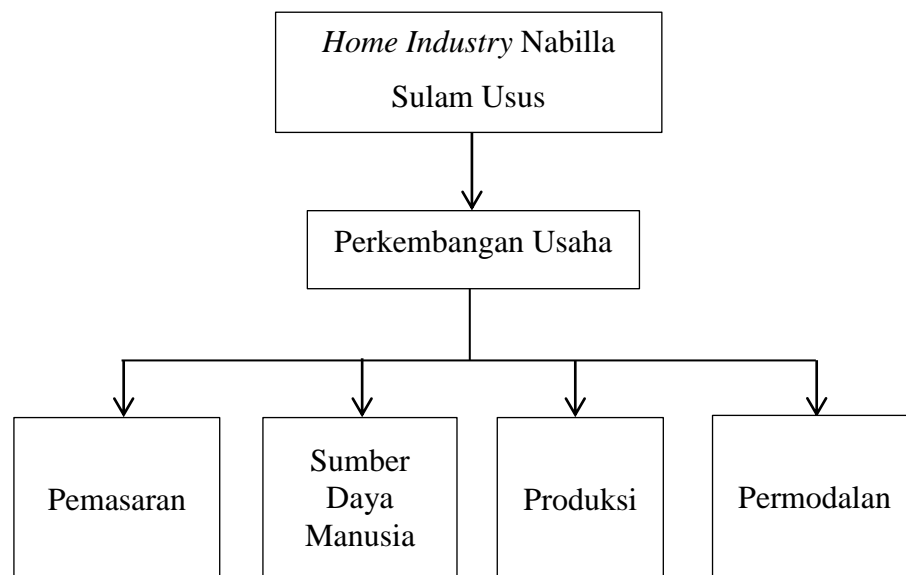 Home Industry Nabilla
Sulam Usus
Perkembangan Usaha
Pemasaran
Sumber
Daya
Manusia
Produksi
Permodalan